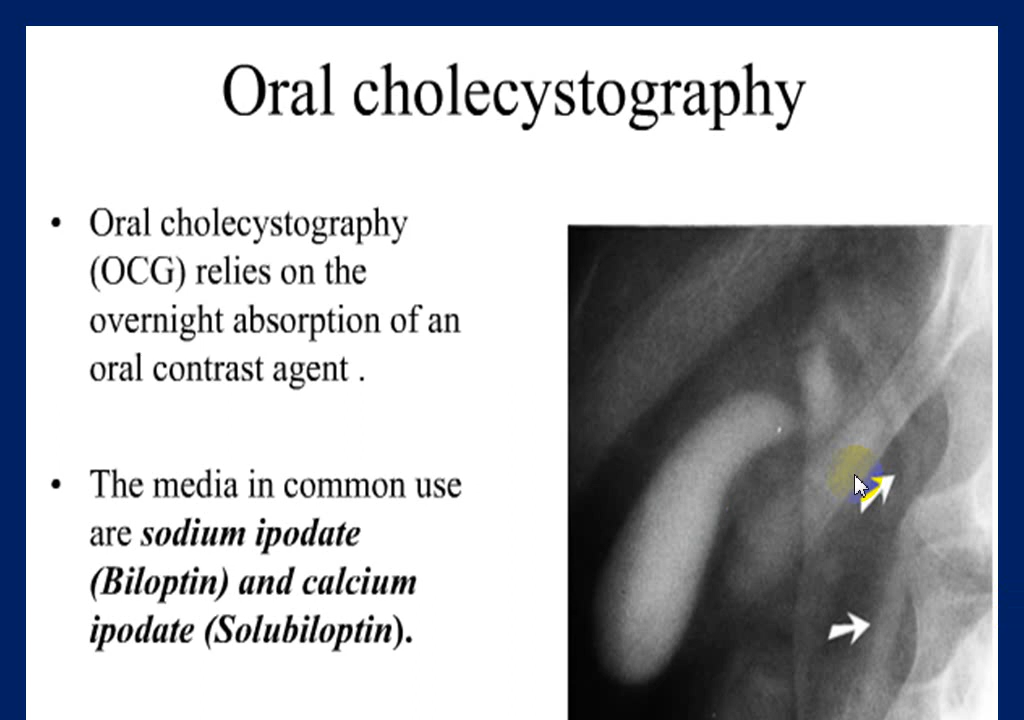 Oral cholecystography
• Oral cholecystography
(OCG) relies on the
overnight absorption of an
oral contrast agent .
• The media in common use
are sodium ipodate
(Biloptin) and calcium
ipodate (Solubiloptin).